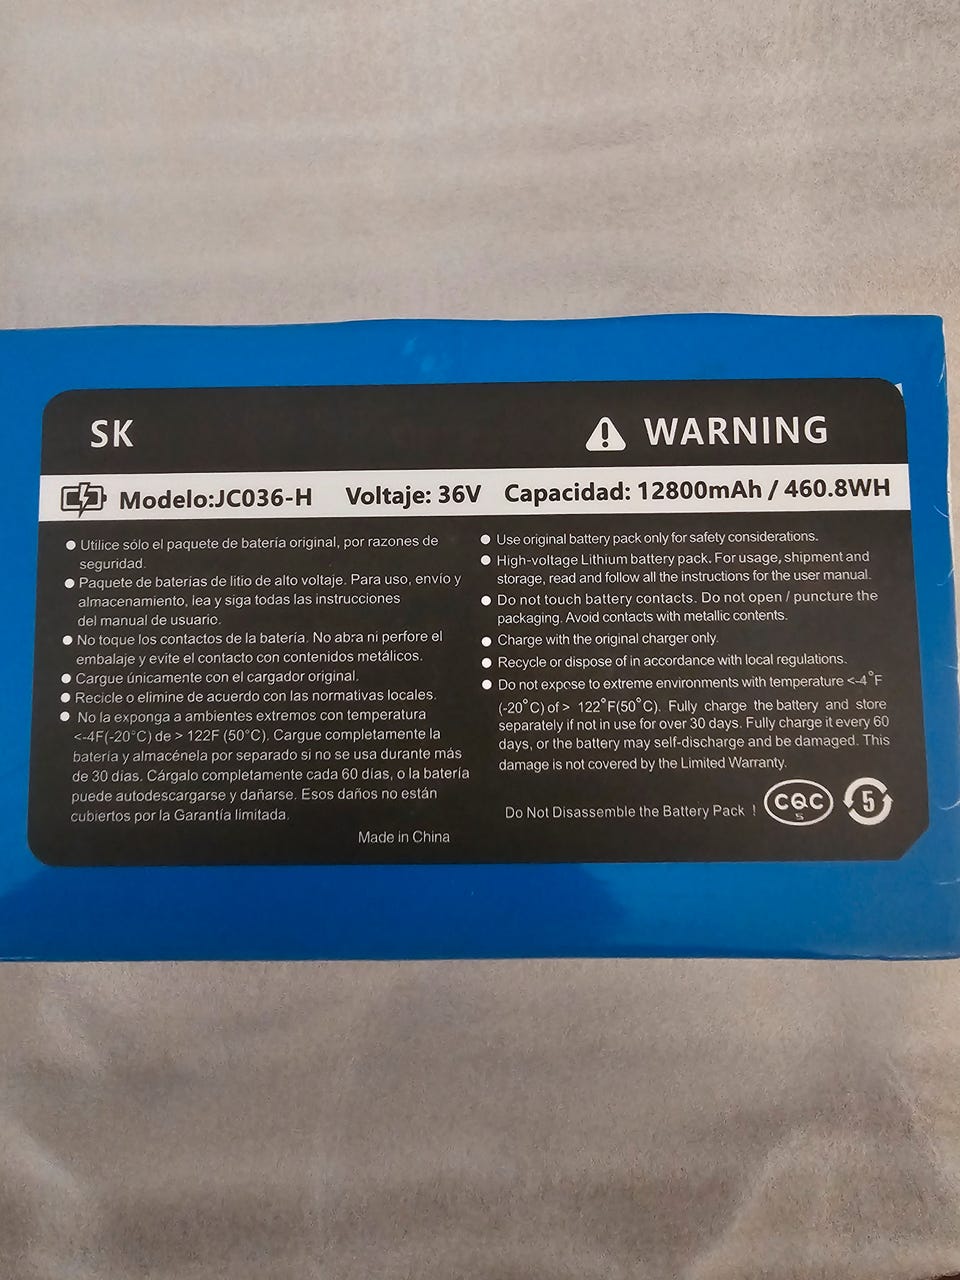 SK
WARNING
Modelo:JC036-H Voltaje: 36V Capacidad: 12800mAh / 460.8WH
● Utilice sólo el paquete de batería original, por razones de
seguridad.
● Paquete de baterías de litio de alto voltaje. Para uso, envío y
almacenamiento, lea y siga todas las instrucciones
del manual de usuario.
● No toque los contactos de la batería. No abra ni perfore el
embalaje y evite el contacto con contenidos metálicos.
● Cargue únicamente con el cargador original.
● Recicle o elimine de acuerdo con las normativas locales.
● No la exponga a ambientes extremos con temperatura
<-4F(-20°C) de > 122F (50°C). Cargue completamente la
batería y almacénela por separado si no se usa durante más
de 30 días. Cárgalo completamente cada 60 días, o la batería
puede autodescargarse y dañarse. Esos daños no están
cubiertos por la Garantía limitada.
Made in China
● Use original battery pack only for safety considerations.
● High-voltage Lithium battery pack. For usage, shipment and
storage, read and follow all the instructions for the user manual.
● Do not touch battery contacts. Do not open / puncture the
packaging. Avoid contacts with metallic contents.
● Charge with the original charger only.
● Recycle or dispose of in accordance with local regulations.
● Do not expose to extreme environments with temperature <-4°F
(-20°C) of > 122°F(50°C). Fully charge the battery and store
separately if not in use for over 30 days. Fully charge it every 60
days, or the battery may self-discharge and be damaged. This
damage is not covered by the Limited Warranty.
Do Not Disassemble the Battery Pack !
CQC
S
5